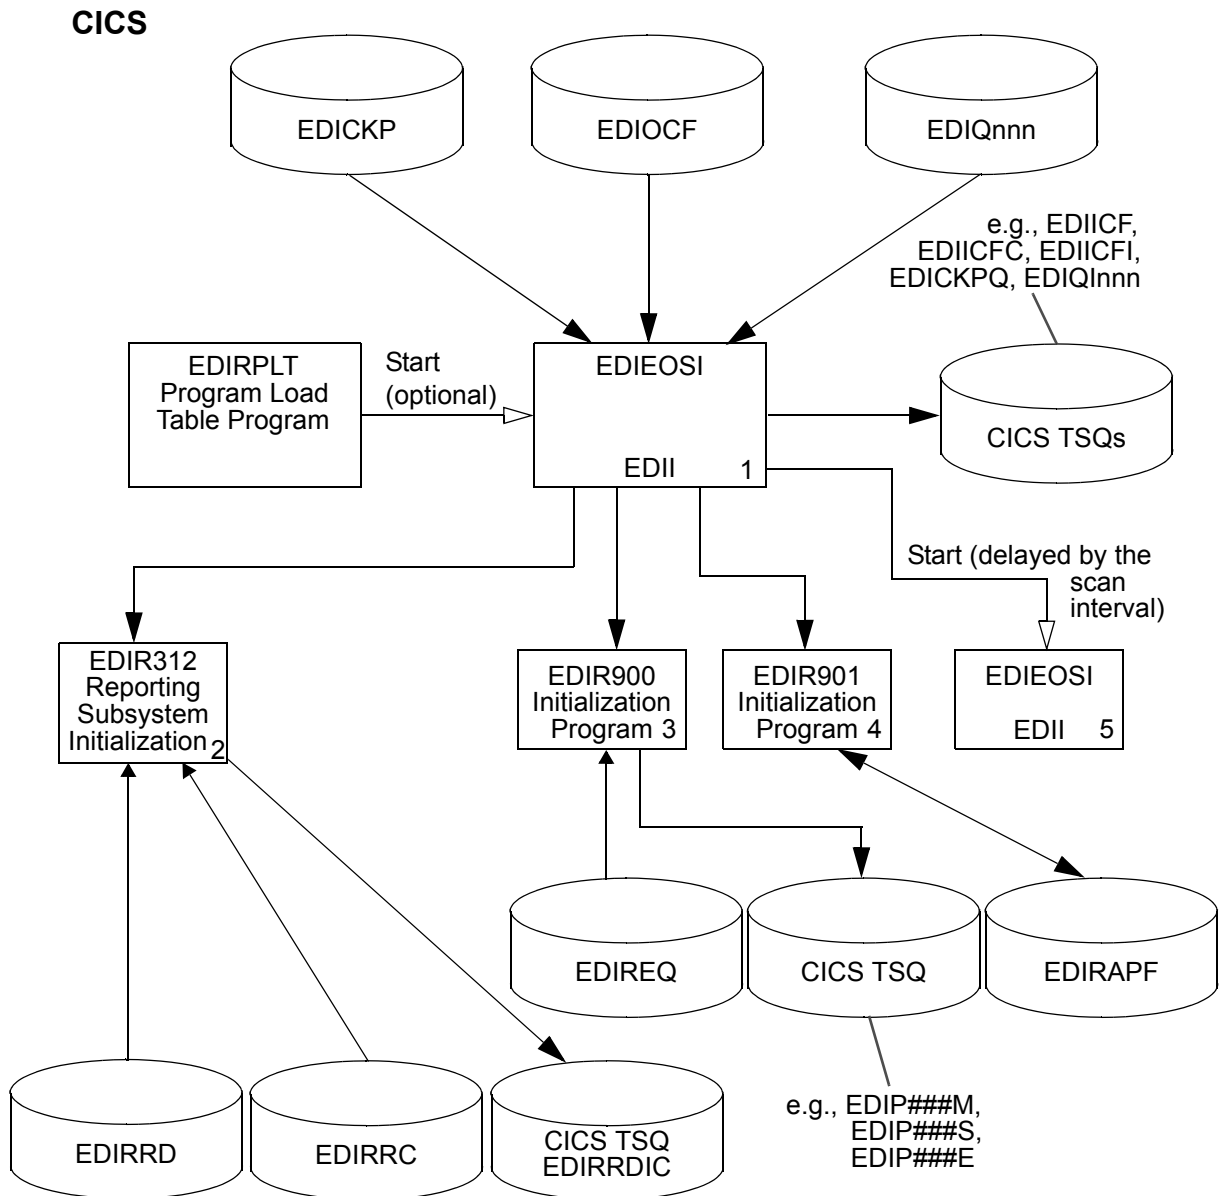 CICS
EDICKP
EDIOCF
EDIQnnn
e.g., EDIICF,
EDIICFC, EDIICFI,
EDICKPQ, EDIQInnn
EDIRPLT
Program Load
Table Program
Start
(optional)
EDIEOSI
EDII 1
CICS TSQs
Start (delayed by the
scan
interval)
EDIR312
Reporting
Subsystem
Initialization 2
EDIR900
Initialization
Program 3
EDIR901
Initialization
Program 4
EDIEOSI
EDII 5
EDIREQ
CICS TSQ
EDIRAPF
EDIRRD
EDIRRC
CICS TSQ
EDIRRDIC
e.g., EDIP###M,
EDIP###S,
EDIP###E